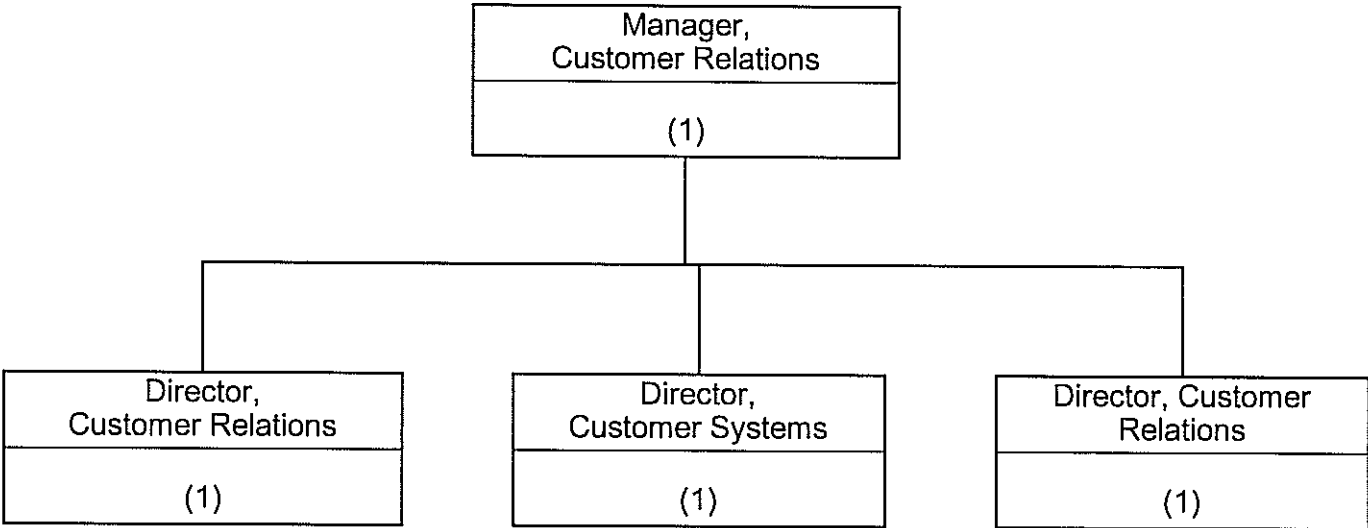 Manager,
Customer Relations
(1)
Director,
Customer Relations
(1)
Director,
Customer Systems
(1)
Director, Customer
Relations
(1)